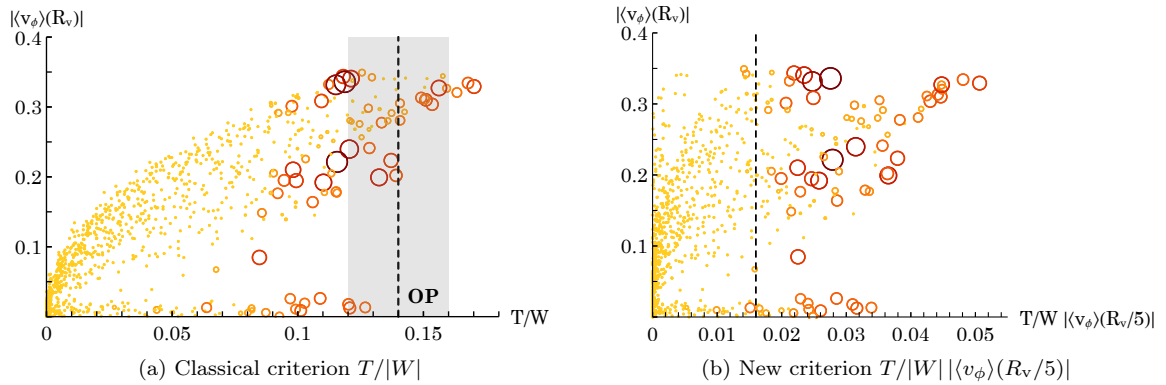 |⟨v_ϕ⟩(R_v)|
0.4
0.3
0.2
0.1
0
0.05
0.1
0.15
OP
T/W
(a) Classical criterion T/|W|
|⟨v_ϕ⟩(R_v)|
0.4
0.3
0.2
0.1
0
0.01
0.02
0.03
0.04
0.05
T/W |⟨v_ϕ⟩(R_v/5)|
(b) New criterion T/|W| |⟨v_ϕ⟩(R_v/5)|